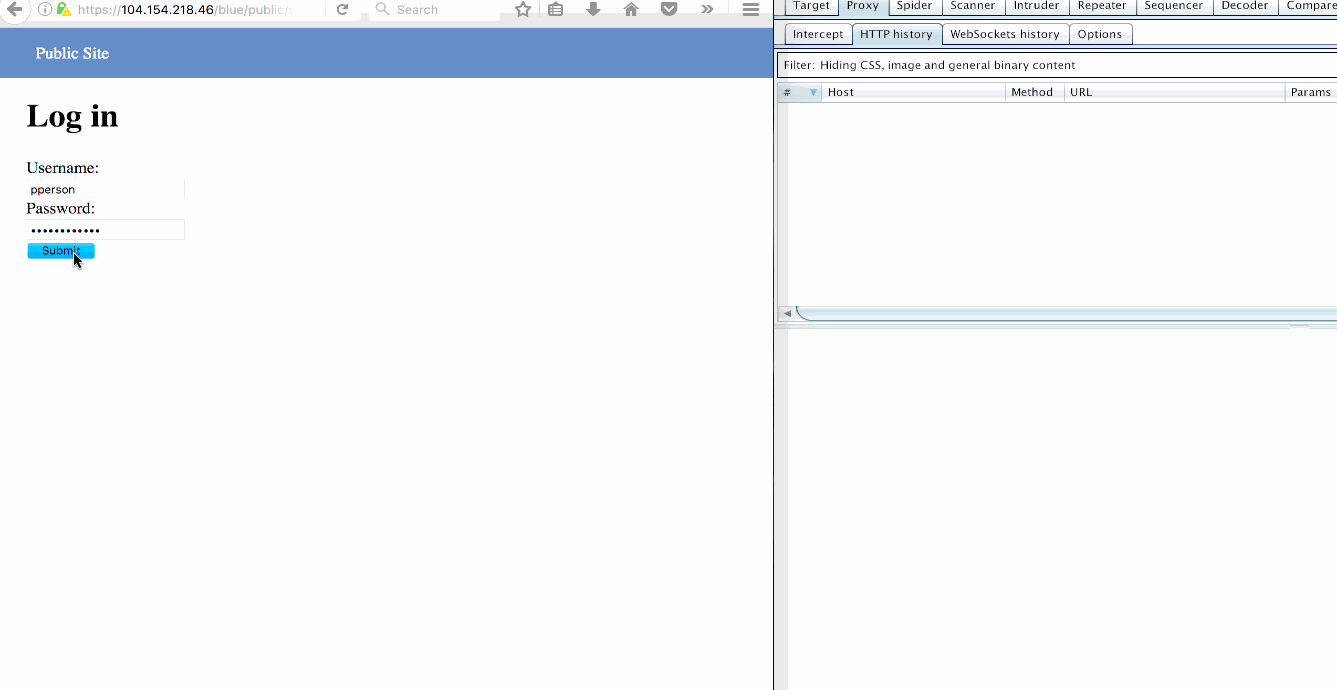 https://104.154.218.46/blue/public/
Search
Public Site
Log in
Username:
pperson
Password:
••••••••••••
Submit
Target Proxy Spider Scanner Intruder Repeater Sequencer Decoder Compare
Intercept HTTP history WebSockets history Options
Filter: Hiding CSS, image and general binary content
# Host Method URL Params